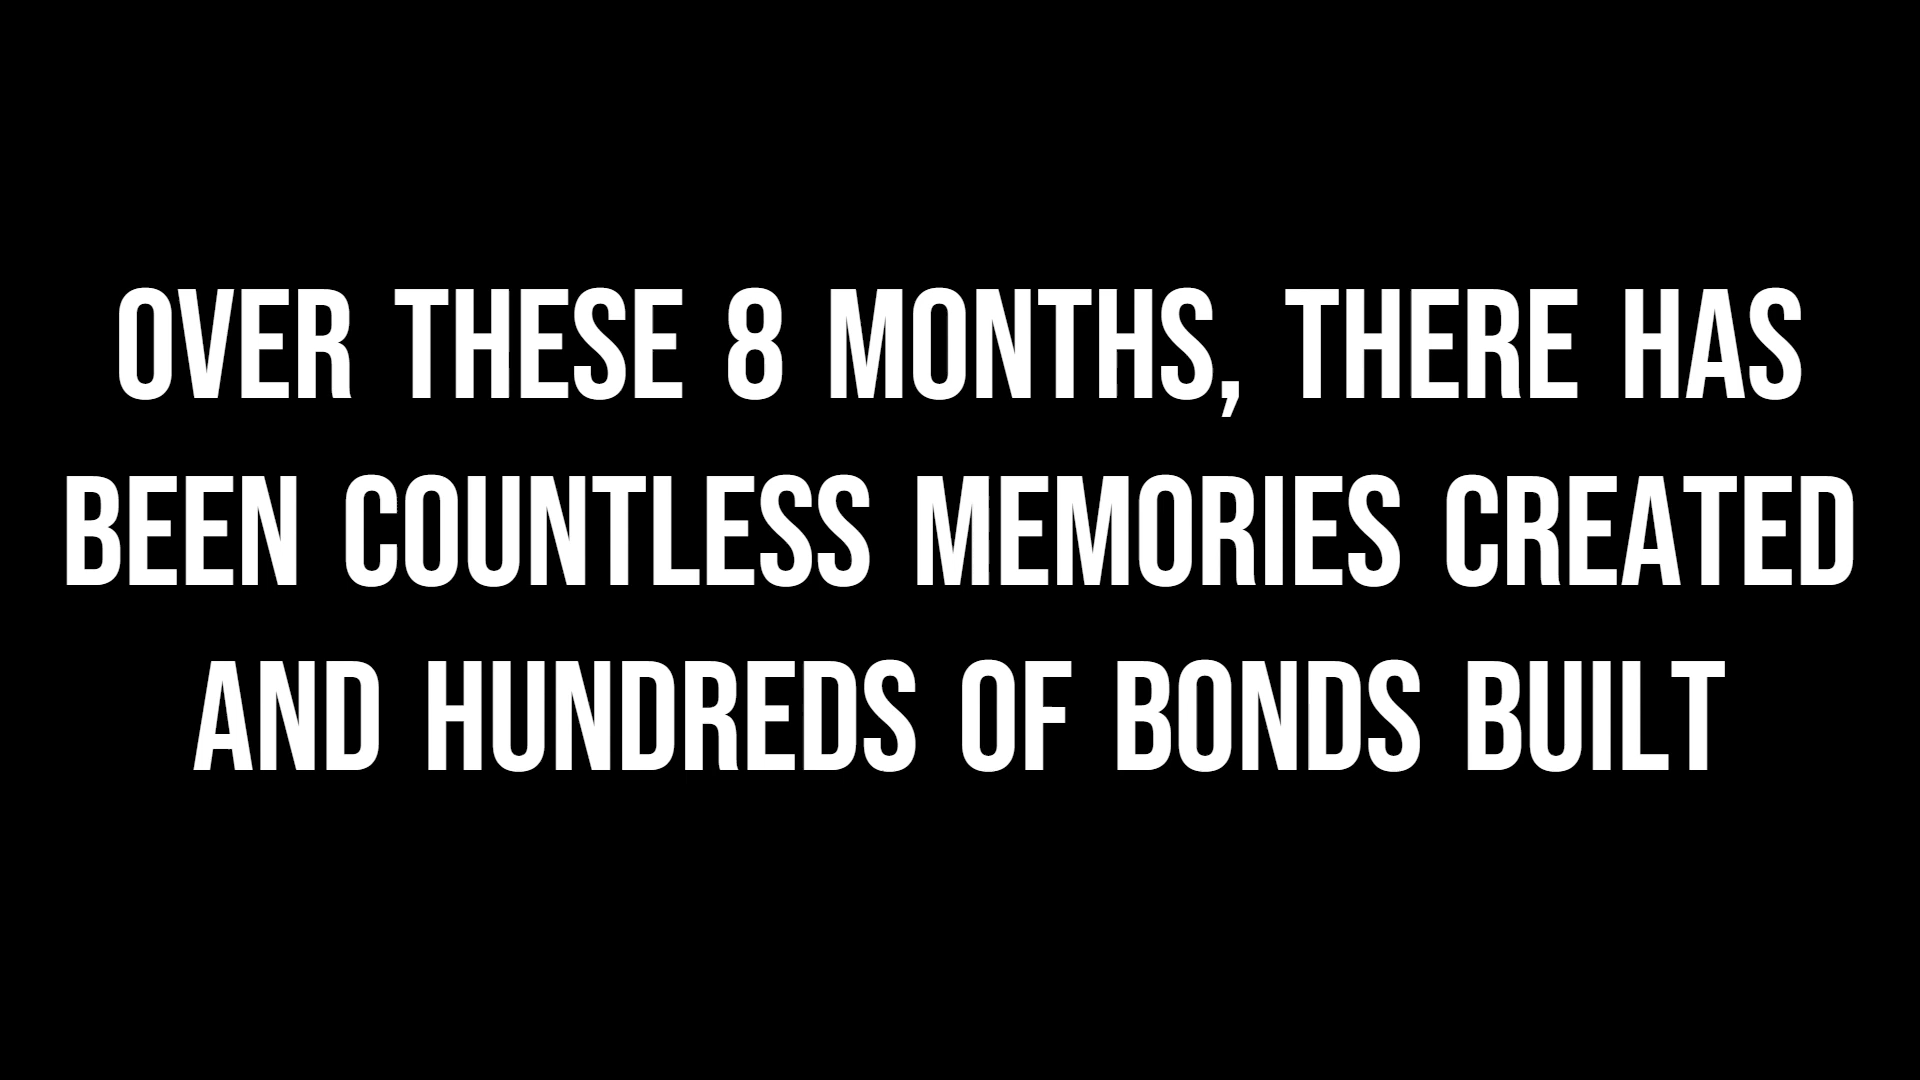 OVER THESE 8 MONTHS, THERE HAS
BEEN COUNTLESS MEMORIES CREATED
AND HUNDREDS OF BONDS BUILT